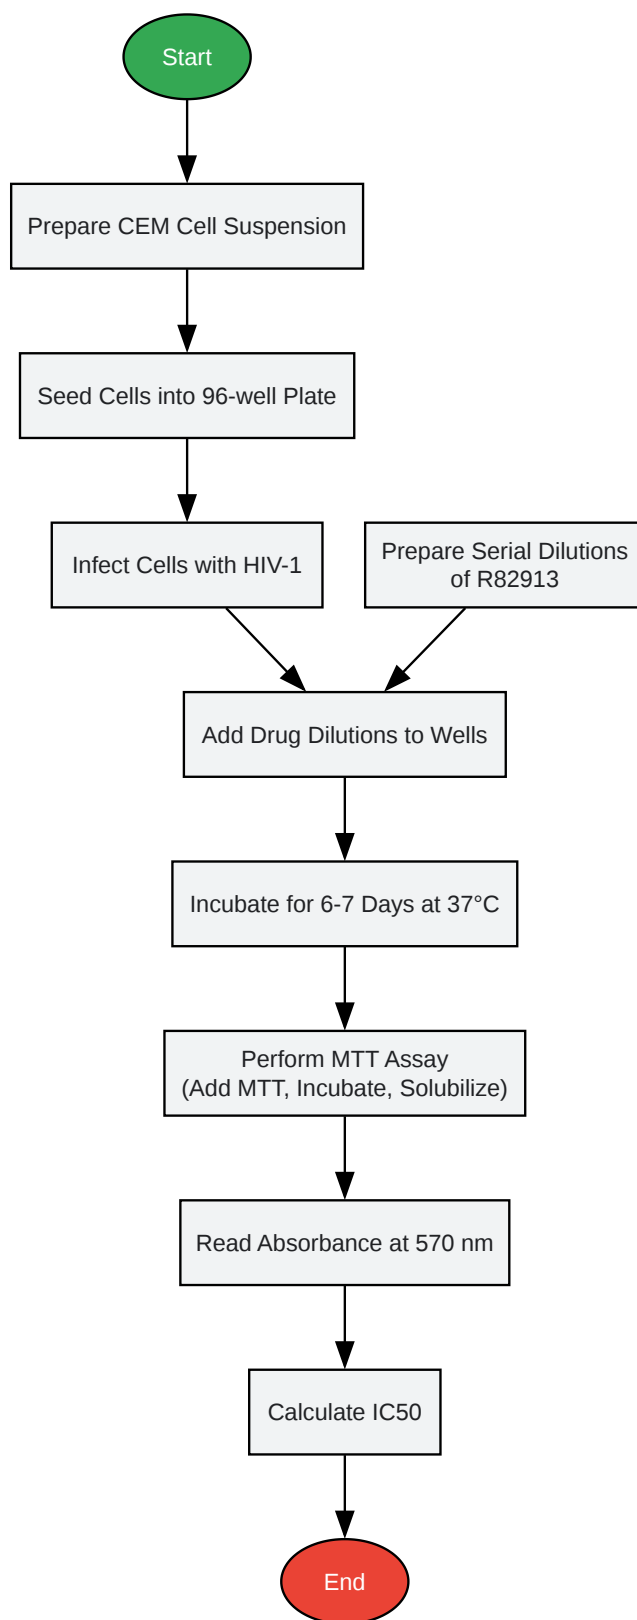 Start
Prepare CEM Cell Suspension
Seed Cells into 96-well Plate
Infect Cells with HIV-1
Prepare Serial Dilutions
of R82913
Add Drug Dilutions to Wells
Incubate for 6-7 Days at 37°C
Perform MTT Assay
(Add MTT, Incubate, Solubilize)
Read Absorbance at 570 nm
Calculate IC50
End